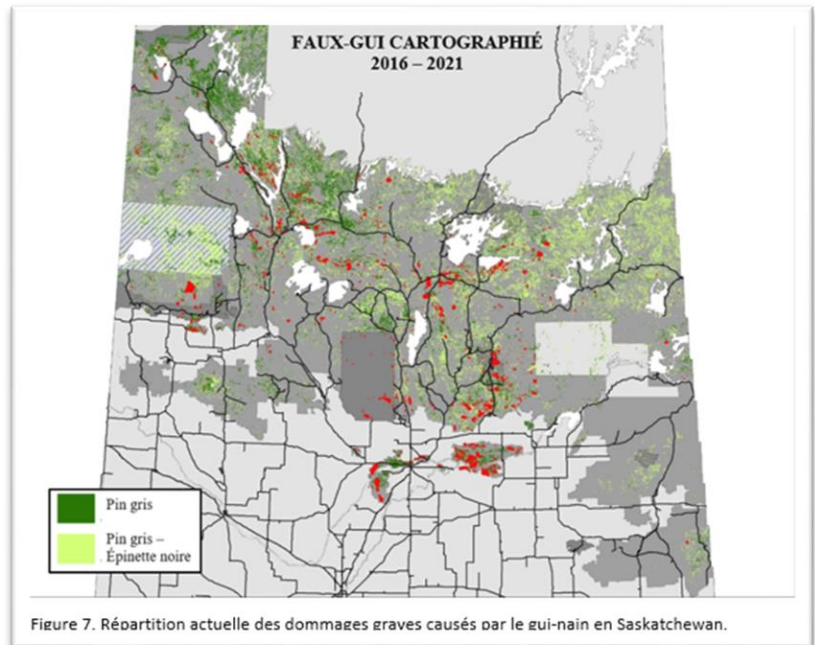 FAUX-GUI CARTOGRAPHIÉ
2016 – 2021
Pin gris
Pin gris –
Épinette noire
Figure 7. Répartition actuelle des dommages graves causés par le gui-nain en Saskatchewan.